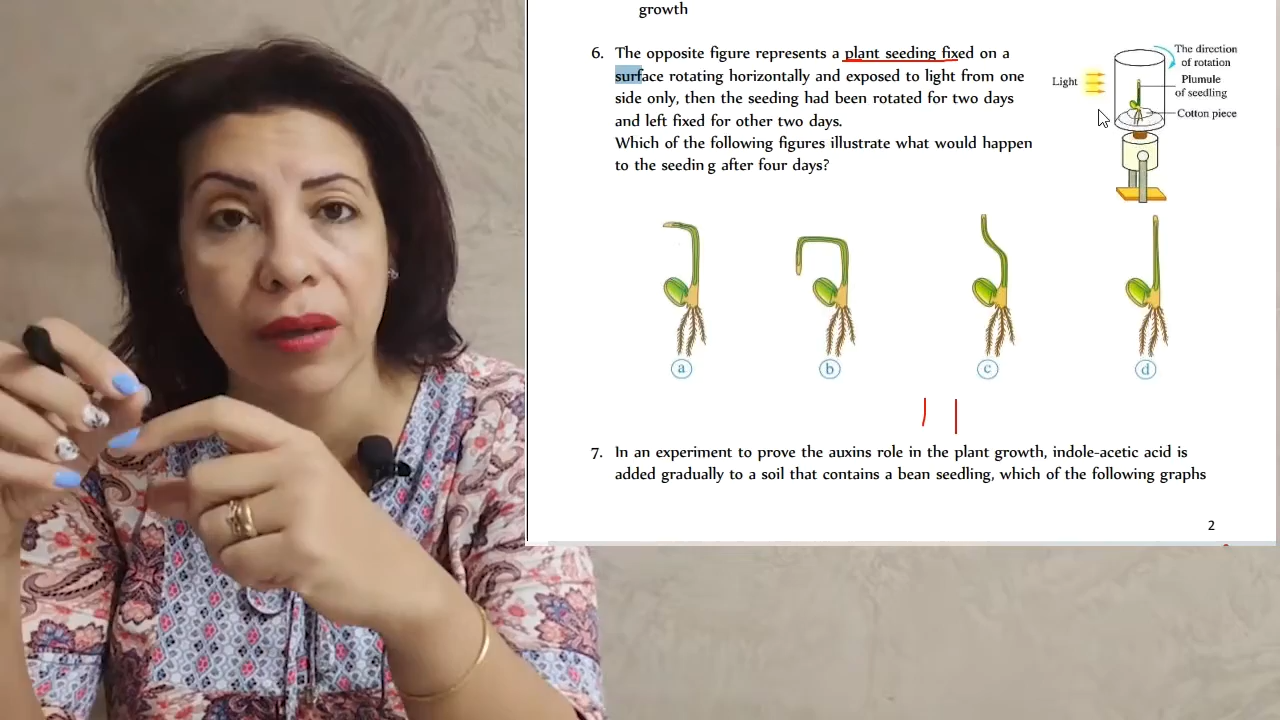 growth
6. The opposite figure represents a plant seeding fixed on a
surface rotating horizontally and exposed to light from one
side only, then the seeding had been rotated for two days
and left fixed for other two days.
Which of the following figures illustrate what would happen
to the seedin g after four days?
The direction
of rotation
Light
Plumule
of seedling
Cotton piece
a
b
c
d
7. In an experiment to prove the auxins role in the plant growth, indole-acetic acid is
added gradually to a soil that contains a bean seedling, which of the following graphs
2